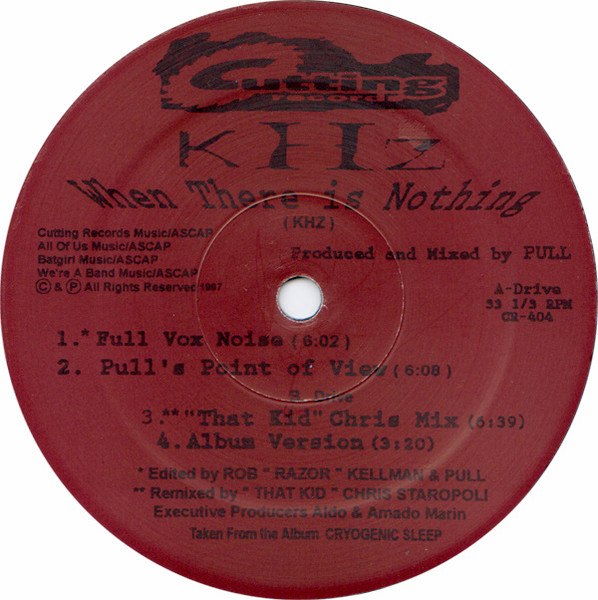 Cutting
records
KHZ
When There is Nothing
(KHZ)
Cutting Records Music/ASCAP
All Of Us Music/ASCAP
Batgirl Music/ASCAP
We're A Band Music/ASCAP
© & ℗ All Rights Reserved 1997
Produced and Mixed by PULL
A-Drive
33 1/3 RPM
CR-404
1.* Full Vox Noise (6:02)
2. Pull's Point of View (6:08)
B. Drive
3.** "That Kid" Chris Mix (6:39)
4. Album Version (3:20)
* Edited by ROB " RAZOR " KELLMAN & PULL
** Remixed by " THAT KID " CHRIS STAROPOLI
Executive Producers Aldo & Amado Marin
Taken From the Album CRYOGENIC SLEEP